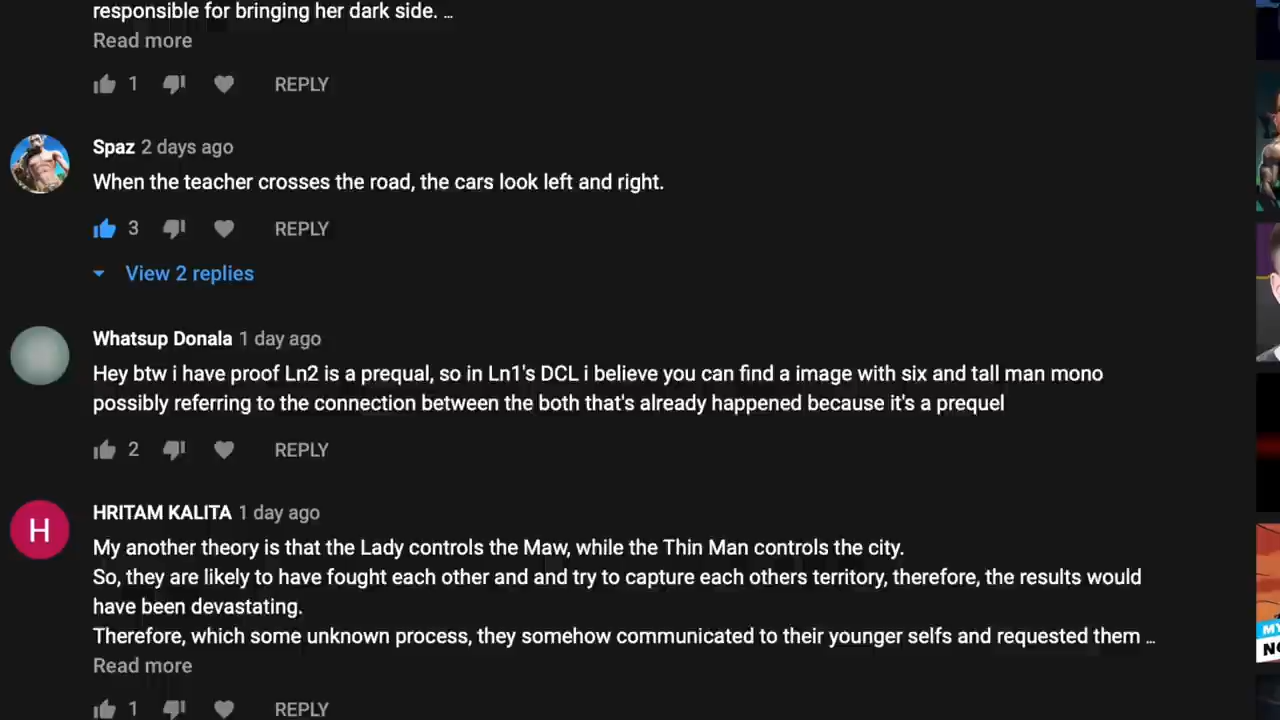 responsible for bringing her dark side. ...
Read more
1 REPLY
Spaz 2 days ago
When the teacher crosses the road, the cars look left and right.
3 REPLY
View 2 replies
Whatsup Donala 1 day ago
Hey btw i have proof Ln2 is a prequal, so in Ln1's DCL i believe you can find a image with six and tall man mono
possibly referring to the connection between the both that's already happened because it's a prequel
2 REPLY
H
HRITAM KALITA 1 day ago
My another theory is that the Lady controls the Maw, while the Thin Man controls the city.
So, they are likely to have fought each other and and try to capture each others territory, therefore, the results would
have been devastating.
Therefore, which some unknown process, they somehow communicated to their younger selfs and requested them ...
MY
Read more
1 REPLY